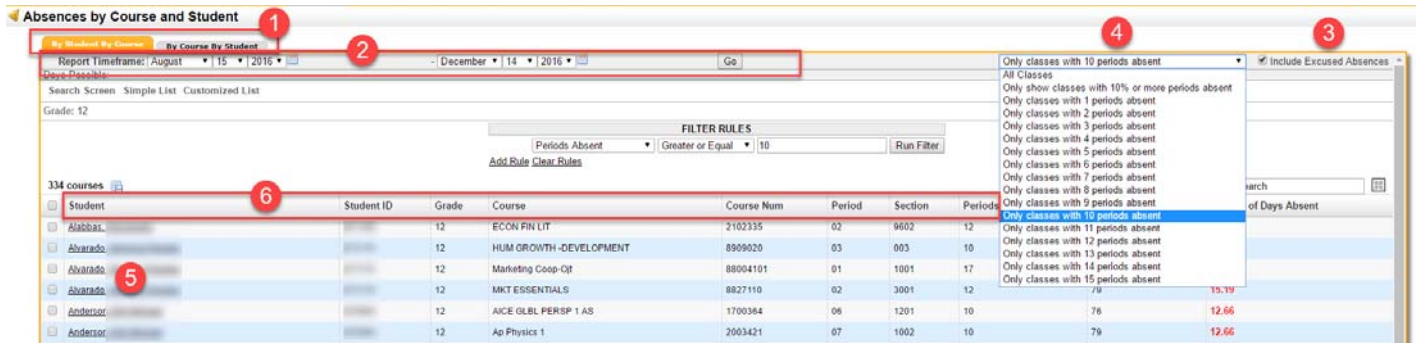 Absences by Course and Student
1
By Student By Course By Course By Student
2
4
3
Report Timeframe: August 15 2016 - December 14 2016 Go Only classes with 10 periods absent Include Excused Absences
Days Possible:
All Classes
Search Screen Simple List Customized List
Only show classes with 10% or more periods absent
Only classes with 1 periods absent
Grade: 12
Only classes with 2 periods absent
Only classes with 3 periods absent
FILTER RULES
Only classes with 4 periods absent
Periods Absent Greater or Equal 10 Run Filter
Only classes with 5 periods absent
Only classes with 6 periods absent
Add Rule Clear Rules
Only classes with 7 periods absent
Only classes with 8 periods absent
334 courses
Only classes with 9 periods absent
6
Student Student ID Grade Course Course Num Period Section Periods of Days Absent
Only classes with 10 periods absent
Only classes with 11 periods absent
Only classes with 12 periods absent
Only classes with 13 periods absent
Only classes with 14 periods absent
Only classes with 15 periods absent
Alabbas, 12 ECON FIN LIT 2102335 02 9602 12
Alvarado 12 HUM GROWTH -DEVELOPMENT 8909020 03 003 10
5
Alvarado 12 Marketing Coop-Ojt 88004101 01 1001 17
Alvarado 12 MKT ESSENTIALS 8827110 02 3001 12 79 15.19
Anderson 12 AICE GLBL PERSP 1 AS 1700364 06 1201 10 76 12.66
Anderson 12 Ap Physics 1 2003421 07 1002 10 79 12.66